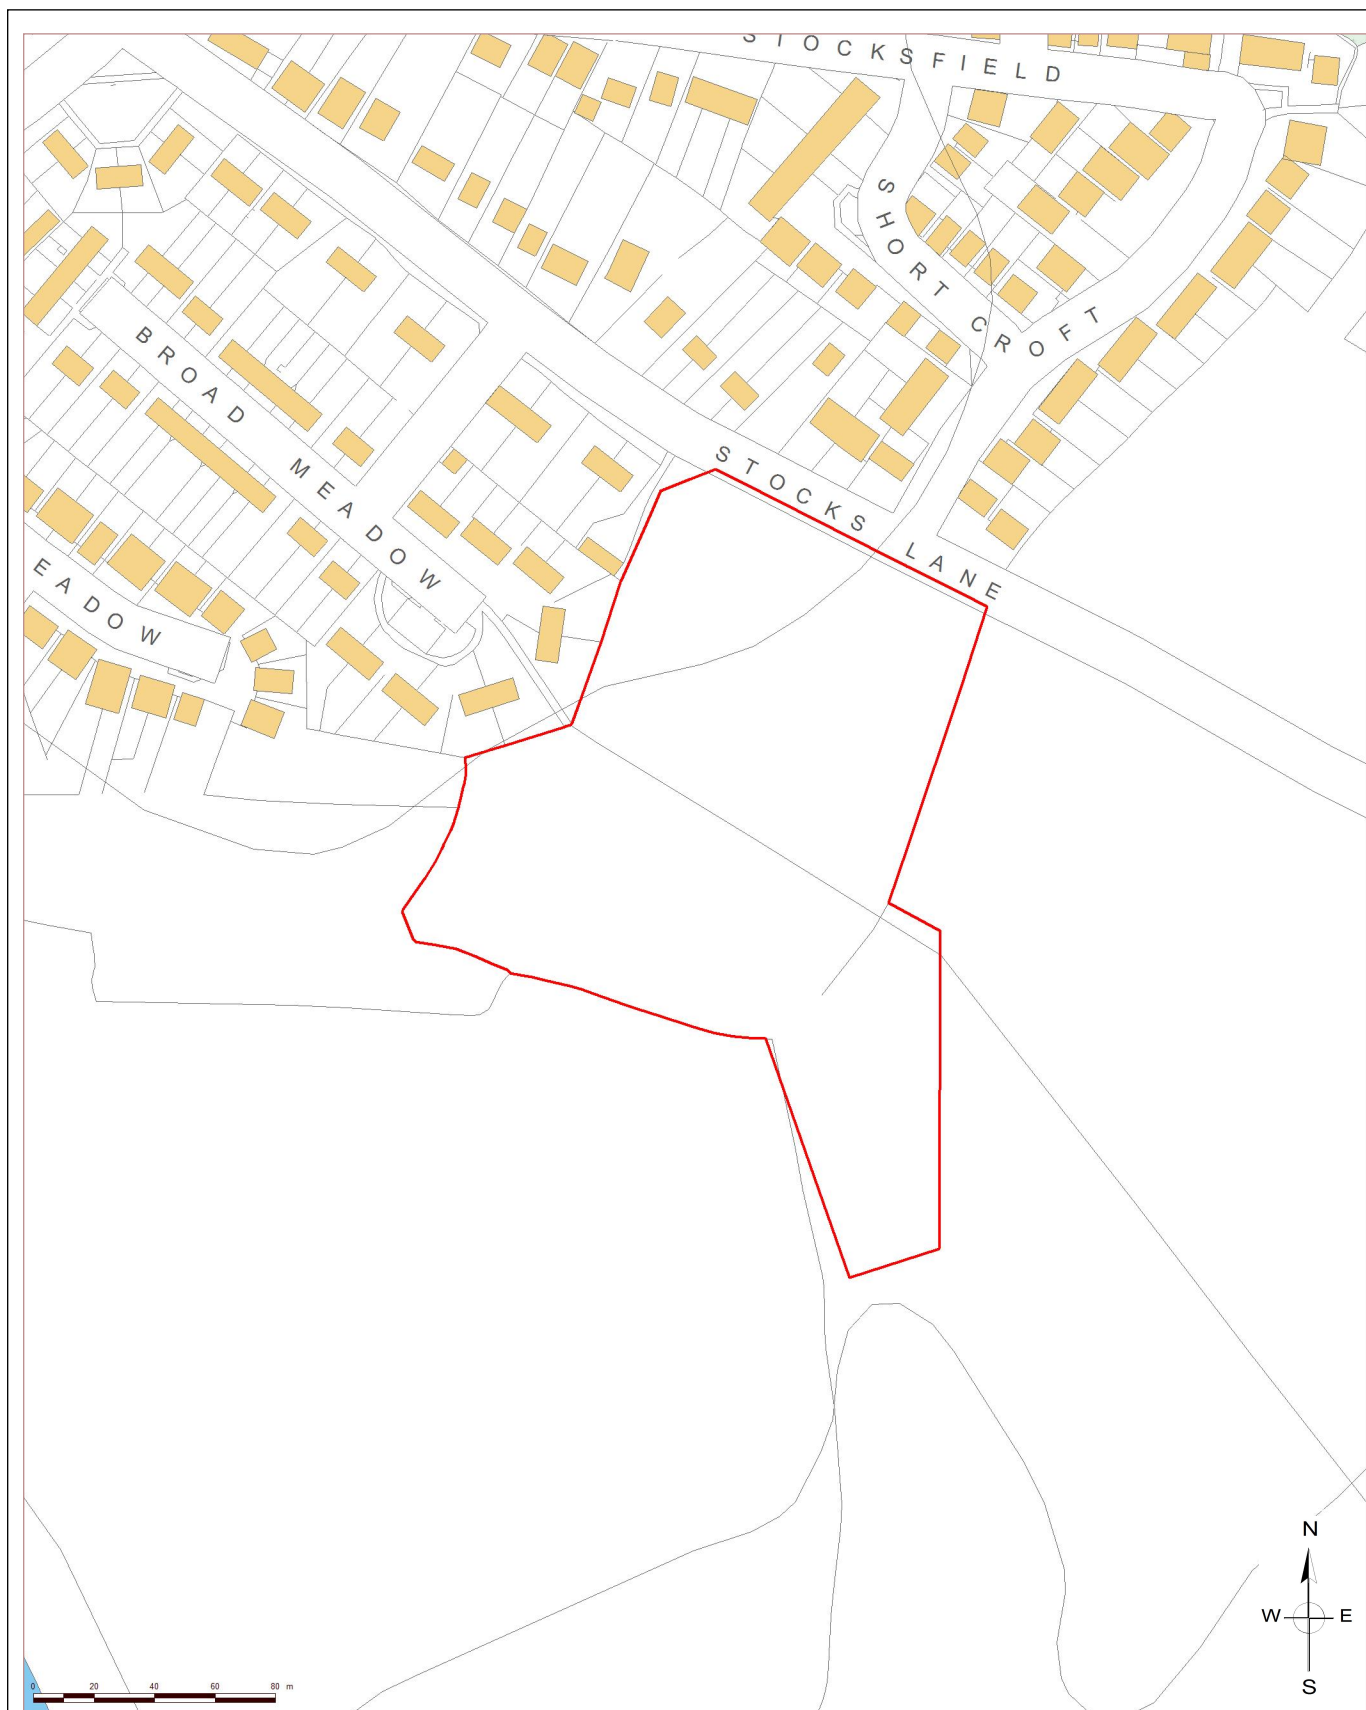 STOCKSFIELD
SHORT CROFT
BROAD MEADOW
STOCKS LANE
EADOW
N
W E
S
0 20 40 60 80 m